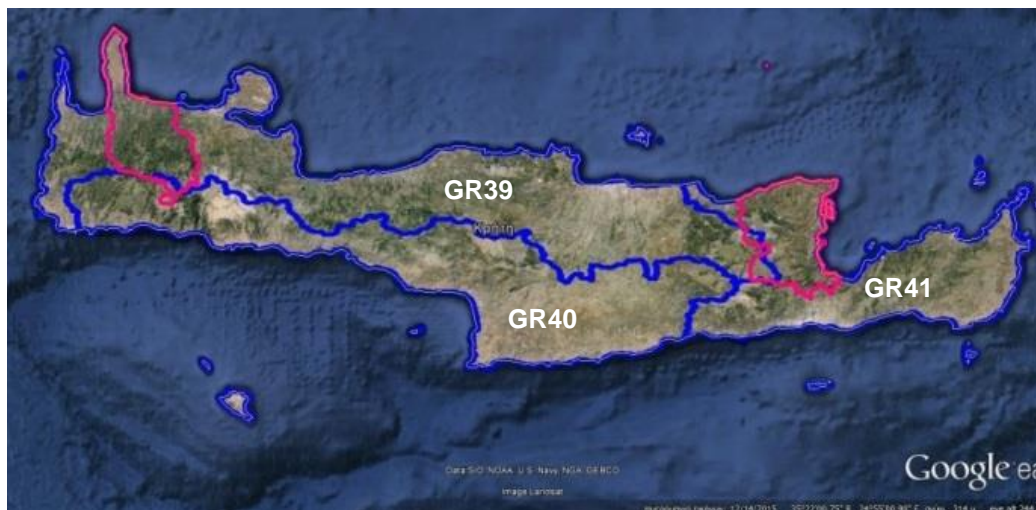 GR39
Κρήτη
GR40
GR41
Data SIO, NOAA, U.S. Navy, NGA, GEBCO
Image Landsat
Google ea